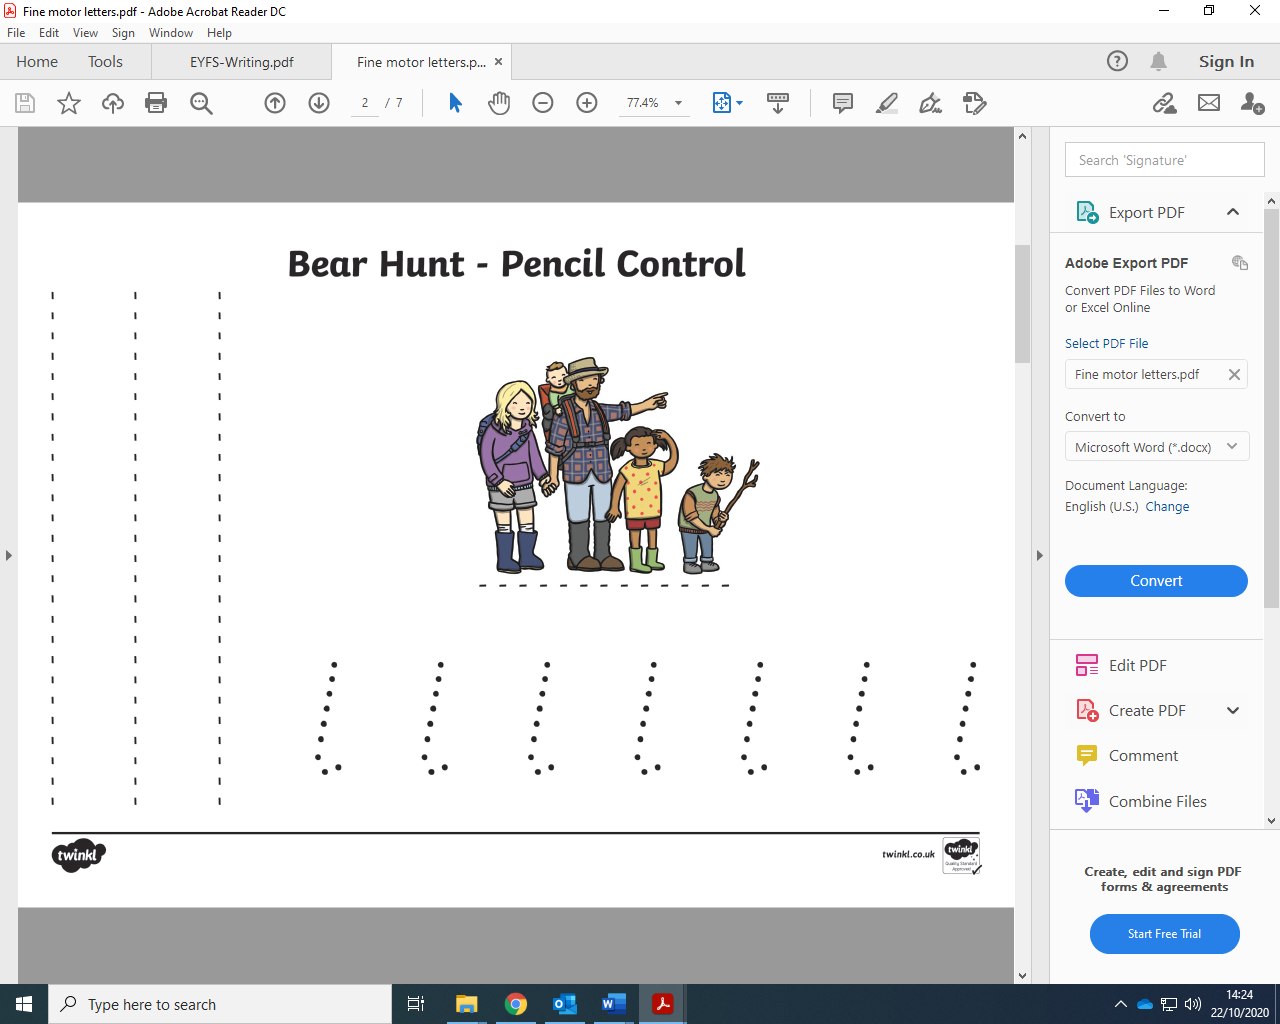 Fine motor letters.pdf - Adobe Acrobat Reader DC
File Edit View Sign Window Help
Home Tools EYFS-Writing.pdf Fine motor letters.p... Sign In
2 / 7 77.4%
Search 'Signature'
Export PDF
Adobe Export PDF
Convert PDF Files to Word
or Excel Online
Select PDF File
Fine motor letters.pdf
Convert to
Microsoft Word (*.docx)
Document Language:
English (U.S.) Change
Convert
Edit PDF
Create PDF
Comment
Combine Files
Create, edit and sign PDF
forms & agreements
Start Free Trial
Bear Hunt - Pencil Control
l l l l l l l
twinkl
twinkl.co.uk
twinkl
Quality Standard
Approved
Type here to search
14:24
22/10/2020